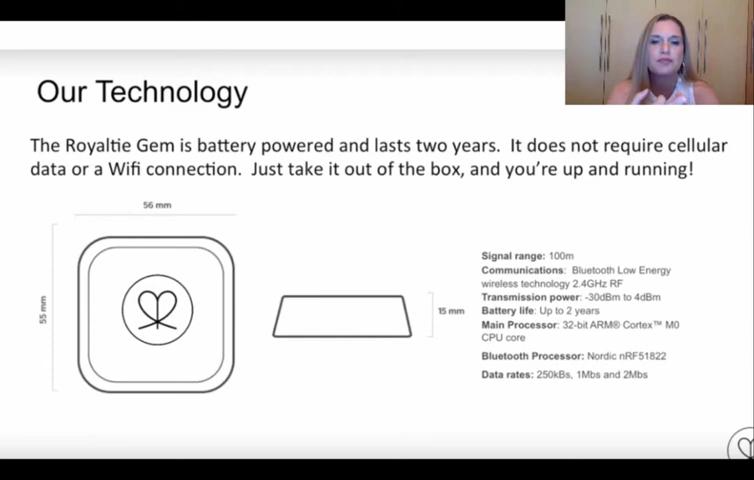 Our Technology
The Royaltie Gem is battery powered and lasts two years.  It does not require cellular
data or a Wifi connection.  Just take it out of the box, and you’re up and running!
56 mm
55 mm
15 mm
Signal range: 100m
Communications:  Bluetooth Low Energy
wireless technology 2.4GHz RF
Transmission power: -30dBm to 4dBm
Battery life: Up to 2 years
Main Processor: 32-bit ARM® Cortex™ M0
CPU core
Bluetooth Processor: Nordic nRF51822
Data rates: 250kBs, 1Mbs and 2Mbs